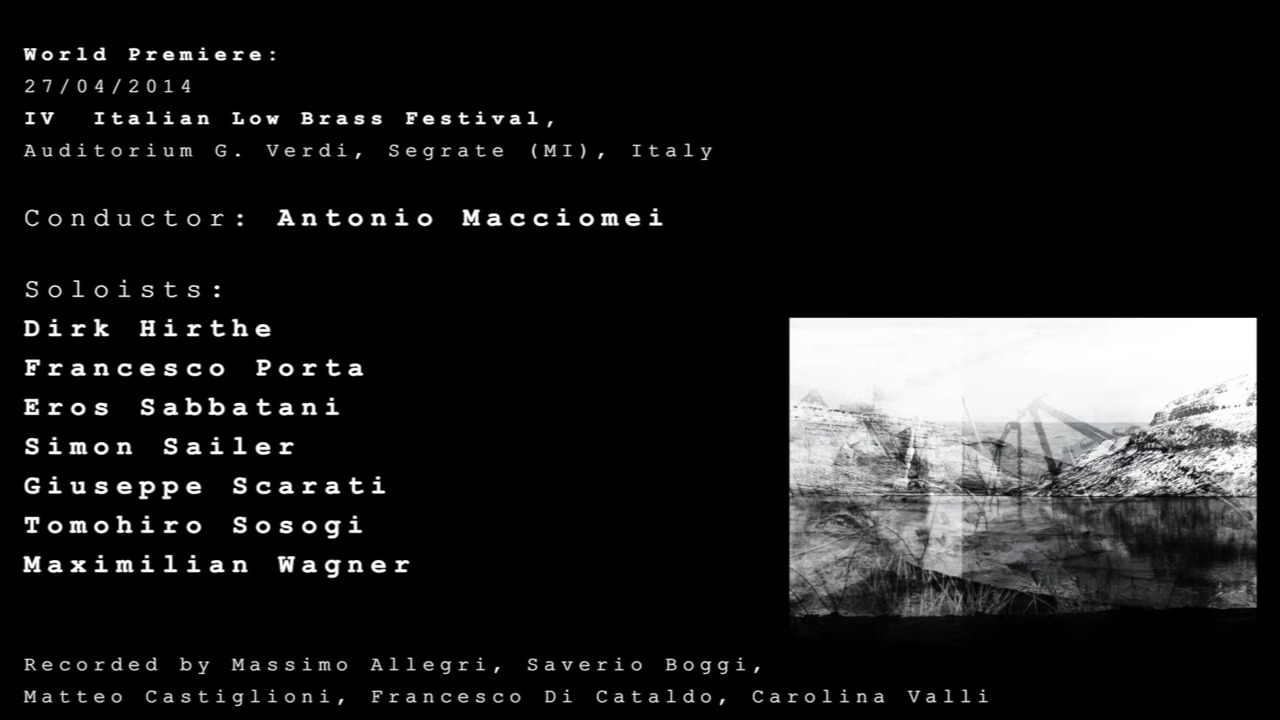 World Premiere:
27/04/2014
IV Italian Low Brass Festival,
Auditorium G. Verdi, Segrate (MI), Italy
Conductor: Antonio Macciomei
Soloists:
Dirk Hirthe
Francesco Porta
Eros Sabbatani
Simon Sailer
Giuseppe Scarati
Tomohiro Sosogi
Maximilian Wagner
Recorded by Massimo Allegri, Saverio Boggi,
Matteo Castiglioni, Francesco Di Cataldo, Carolina Valli